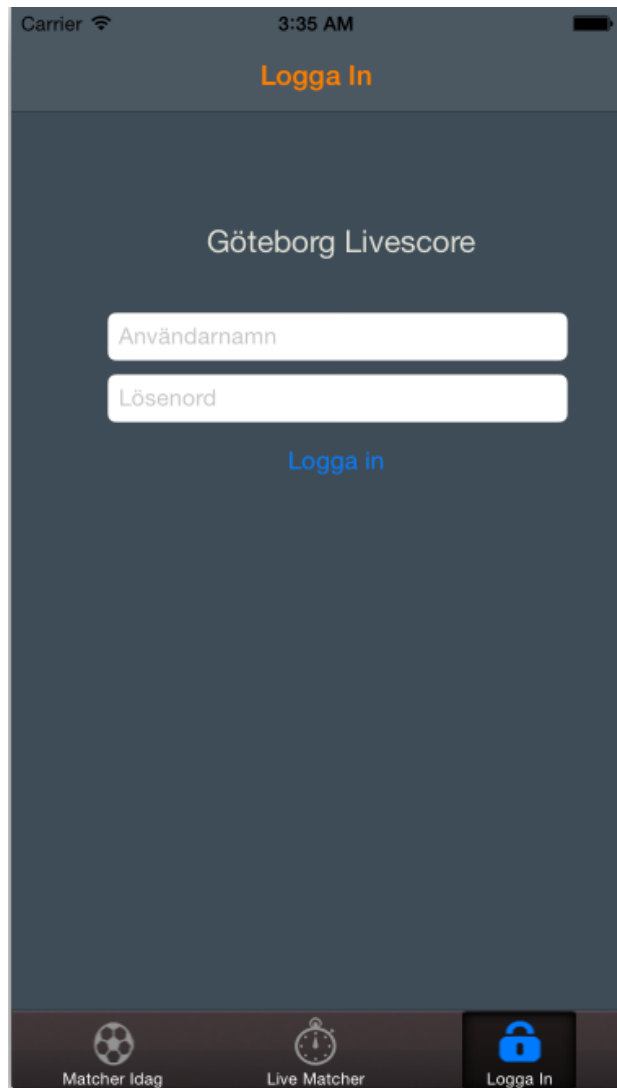 Carrier 3:35 AM
Logga In
Göteborg Livescore
Användarnamn
Lösenord
Logga in
Matcher Idag Live Matcher Logga In